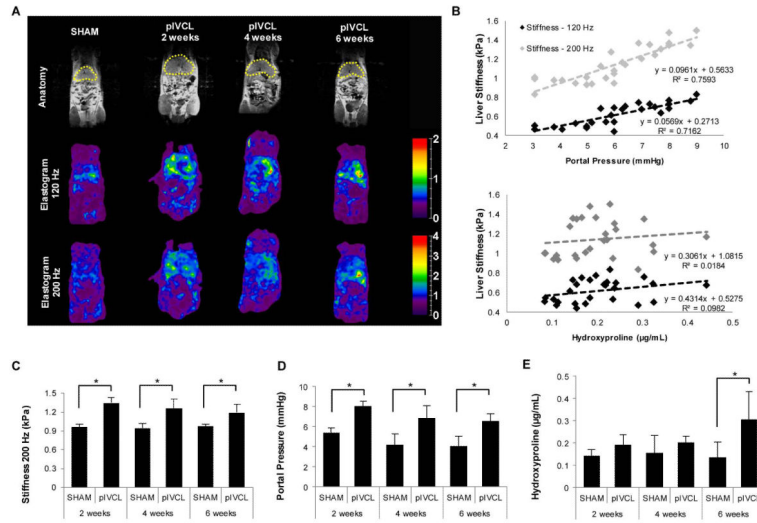 A
SHAM
pIVCL
2 weeks
pIVCL
4 weeks
pIVCL
6 weeks
Anatomy
Elastogram
120 Hz
2
1
0
Elastogram
200 Hz
4
3
2
1
0
B
Liver Stiffness (kPa)
1.6
1.4
1.2
1
0.8
0.6
0.4
Stiffness - 120 Hz
Stiffness - 200 Hz
y = 0.0961x + 0.5633
R² = 0.7593
y = 0.0569x + 0.2713
R² = 0.7162
2 3 4 5 6 7 8 9 10
Portal Pressure (mmHg)
Liver Stiffness (kPa)
1.6
1.4
1.2
1
0.8
0.6
0.4
y = 0.3061x + 1.0815
R² = 0.0184
y = 0.4314x + 0.5275
R² = 0.0982
0 0.1 0.2 0.3 0.4 0.5
Hydroxyproline (µg/mL)
C
Stiffness 200 Hz (kPa)
1.5
1.2
0.9
0.6
0.3
0
* * *
SHAM pIVCL SHAM pIVCL SHAM pIVCL
2 weeks 4 weeks 6 weeks
D
Portal Pressure (mmHg)
10
8
6
4
2
0
* * *
SHAM pIVCL SHAM pIVCL SHAM pIVCL
2 weeks 4 weeks 6 weeks
E
Hydroxyproline (µg/mL)
0.5
0.4
0.3
0.2
0.1
0
*
SHAM pIVCL SHAM pIVCL SHAM pIVCL
2 weeks 4 weeks 6 weeks